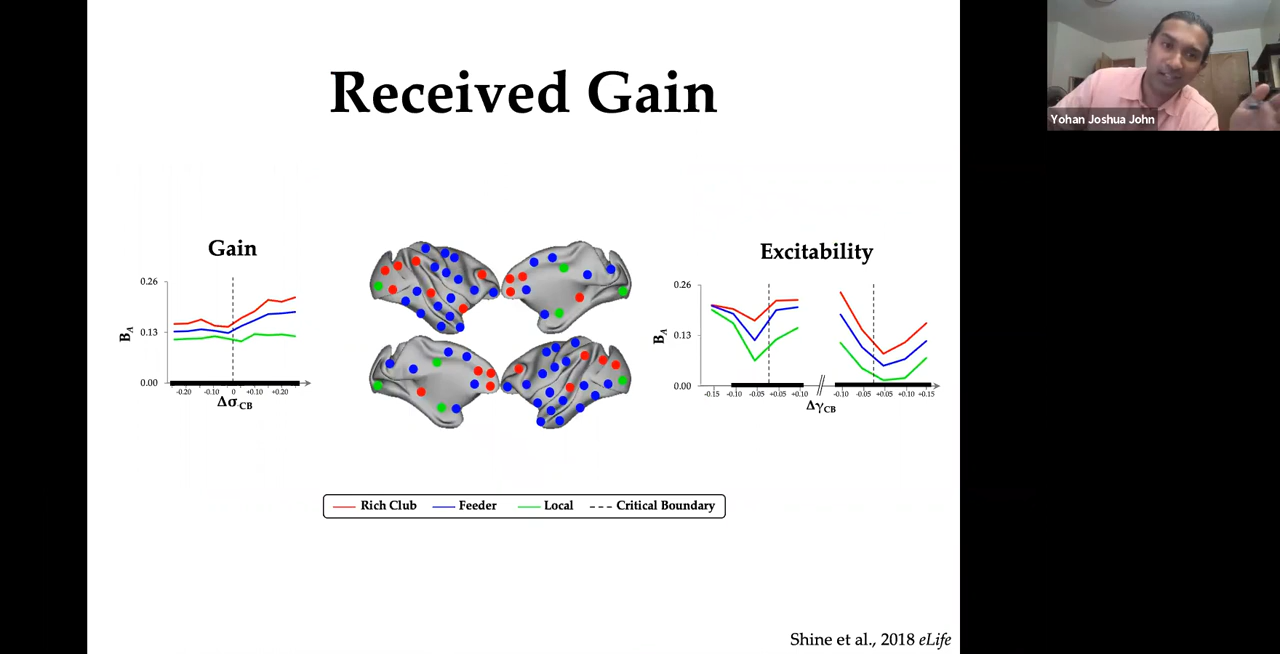 Received Gain
Yohan Joshua John
Gain
0.26
0.13
0.00
B_A
-0.20 -0.10 0 +0.10 +0.20
Δσ_CB
Excitability
0.26
0.13
0.00
B_A
-0.15 -0.10 -0.05 +0.05 +0.10 -0.10 -0.05 +0.05 +0.10 +0.15
Δγ_CB
Rich Club Feeder Local Critical Boundary
Shine et al., 2018 eLife